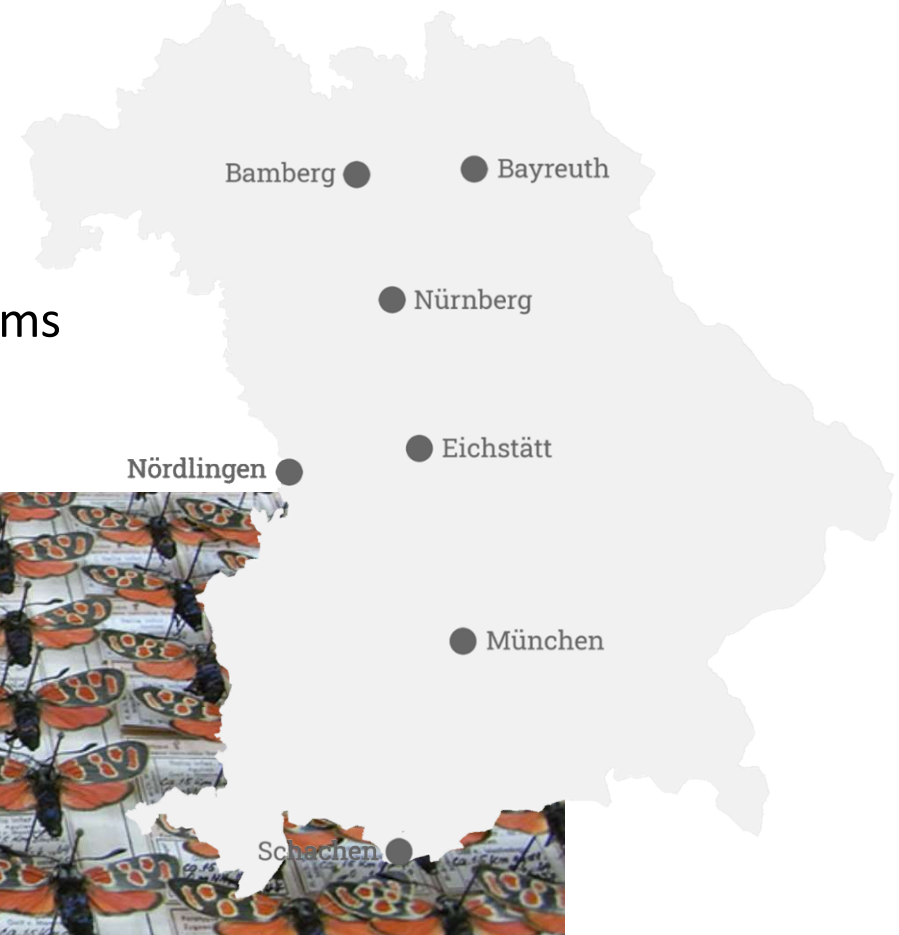 Bamberg
Bayreuth
Nürnberg
ms
Eichstätt
Nördlingen
München
Schachen